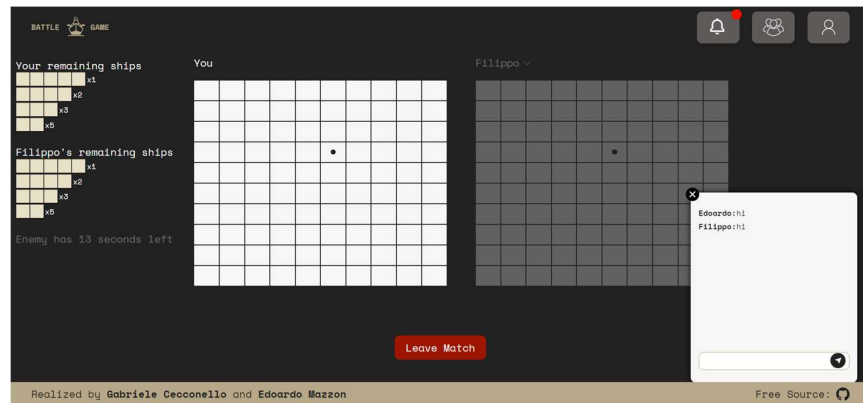 BATTLE GAME
Your remaining ships
x1
x2
x3
x5
Filippo's remaining ships
x1
x2
x3
x5
Enemy has 13 seconds left
You
Filippo
Edoardo:hi
Filippo:hi
Leave Match
Realized by Gabriele Cecconello and Edoardo Mazzon
Free Source: